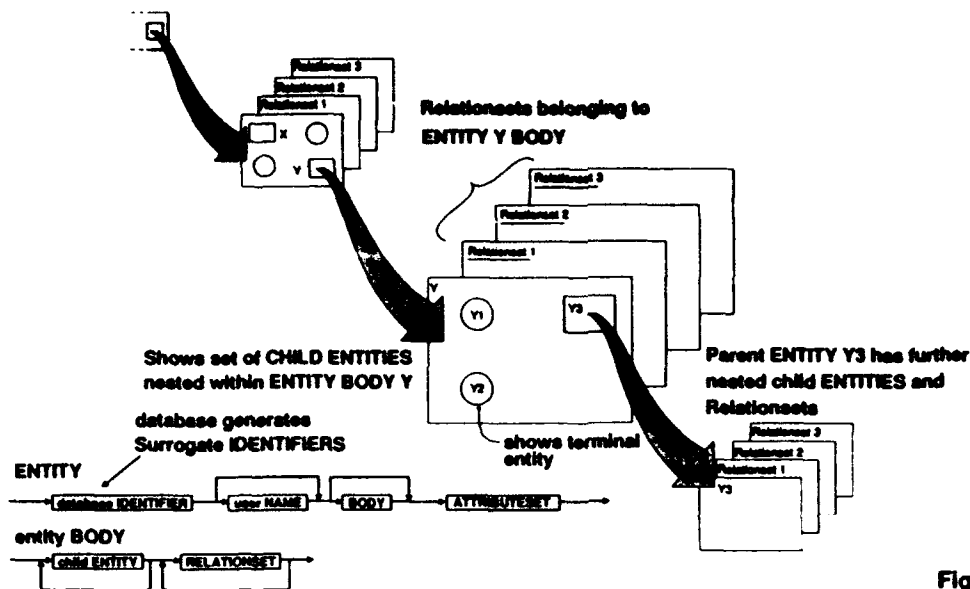 Relationset 3
Relationset 2
Relationset 1
X
Y
Relationsets belonging to
ENTITY Y BODY
Relationset 3
Relationset 2
Relationset 1
Y
Y1
Y3
Y2
Shows set of CHILD ENTITIES
nested within ENTITY BODY Y
Parent ENTITY Y3 has further
nested child ENTITIES and
Relationsets
database generates
Surrogate IDENTIFIERS
shows terminal
entity
Relationset 3
Relationset 2
Relationset 1
Y3
ENTITY
database IDENTIFIER
user NAME
BODY
ATTRIBUTESET
entity BODY
child ENTITY
RELATIONSET
Fig